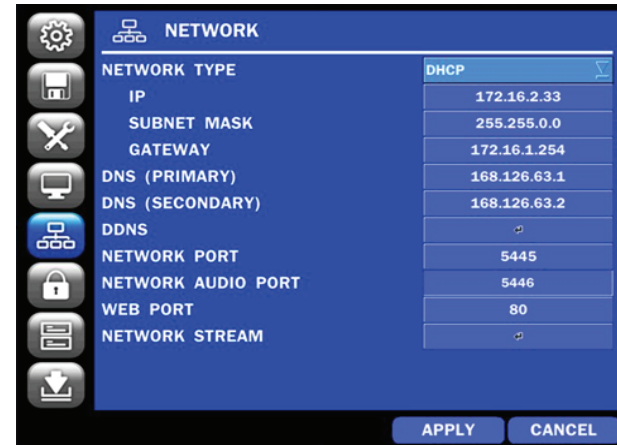 NETWORK
NETWORK TYPE DHCP
IP 172.16.2.33
SUBNET MASK 255.255.0.0
GATEWAY 172.16.1.254
DNS (PRIMARY) 168.126.63.1
DNS (SECONDARY) 168.126.63.2
DDNS
NETWORK PORT 5445
NETWORK AUDIO PORT 5446
WEB PORT 80
NETWORK STREAM
APPLY CANCEL